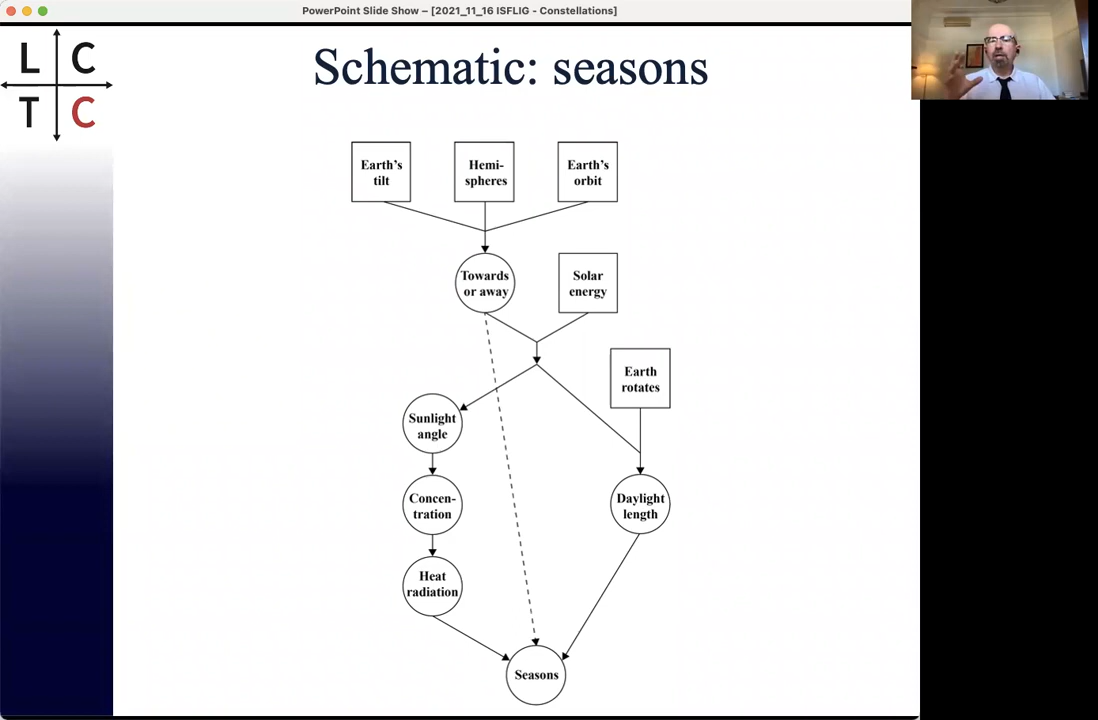 PowerPoint Slide Show – [2021_11_16 ISFLIG - Constellations]
L C
T C
Schematic: seasons
Earth's
tilt
Hemi-
spheres
Earth's
orbit
Towards
or away
Solar
energy
Earth
rotates
Sunlight
angle
Concen-
tration
Daylight
length
Heat
radiation
Seasons